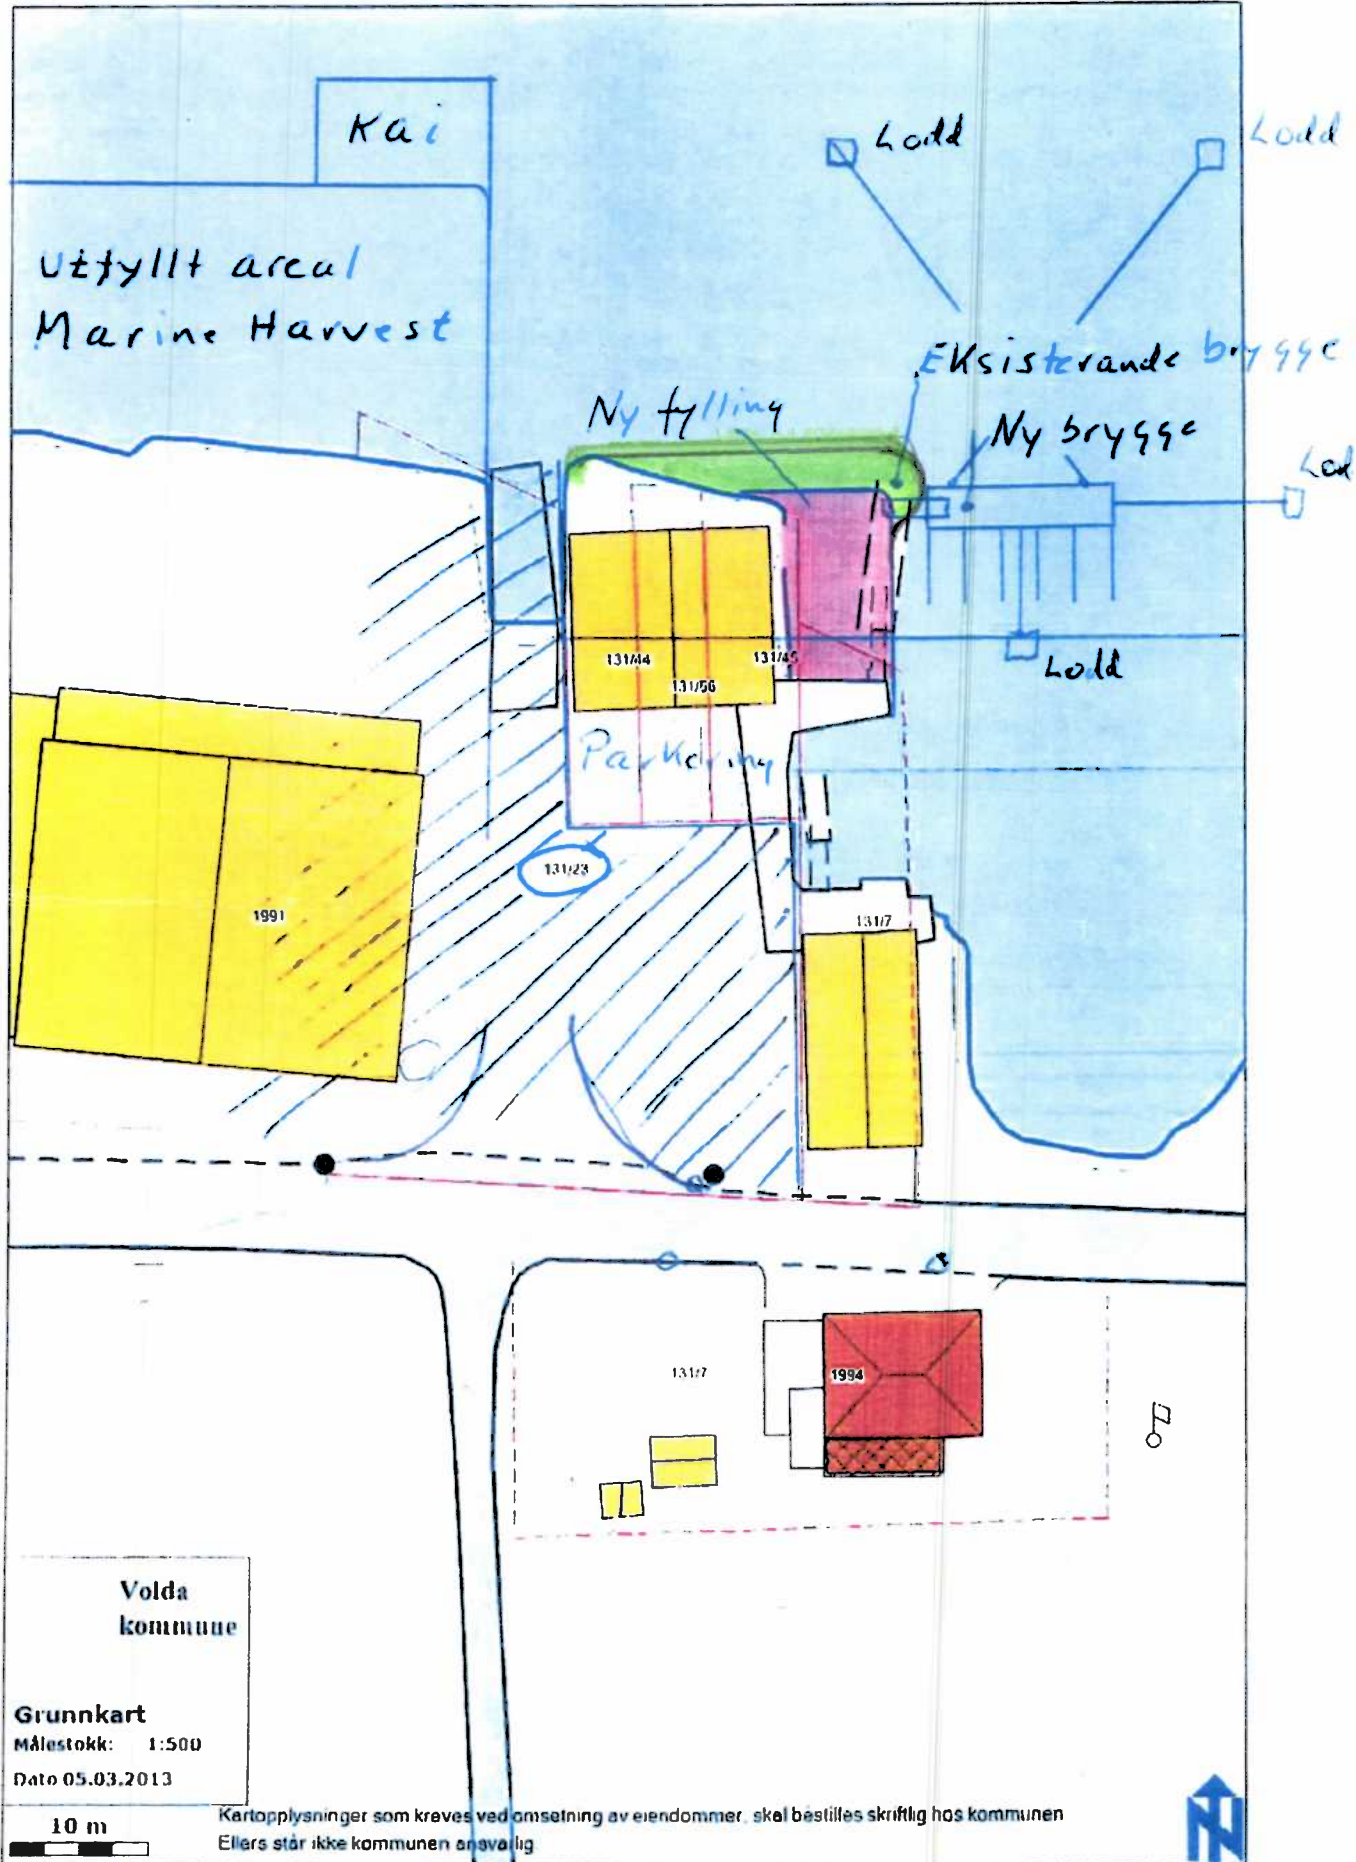 Kai
Lodd
Lodd
Utfyllt areal
Marine Harvest
Eksisterande brygge
Ny fylling
Ny brygge
Lod
131/44
131/45
131/56
Lodd
Parkering
131/23
1991
131/7
131/7
1994
Volda
kommune
Grunnkart
Målestokk: 1:500
Dato 05.03.2013
10 m
Kartopplysninger som kreves ved omsetning av eiendommer, skal bestilles skriftlig hos kommunen
Ellers står ikke kommunen ansvarlig
N